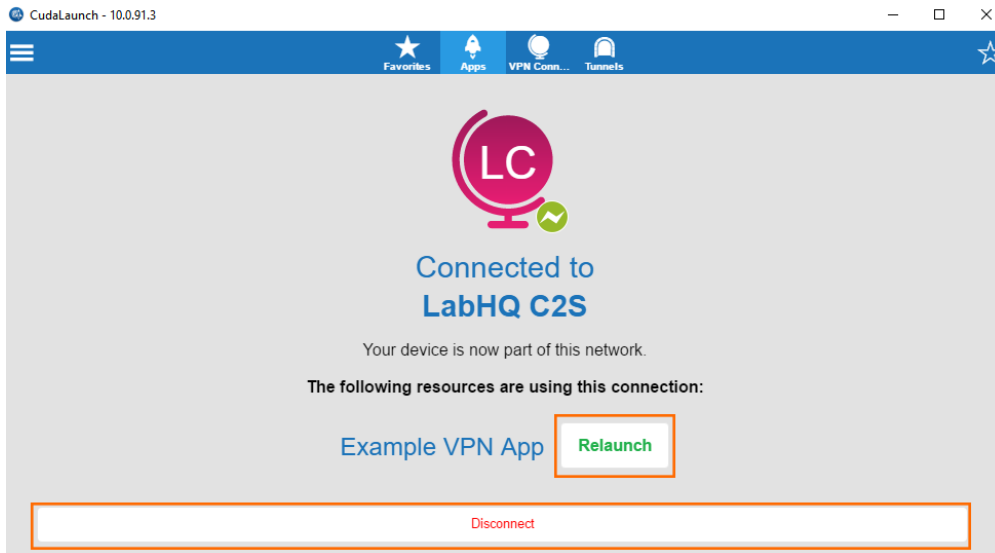 CudaLaunch - 10.0.91.3
Favorites
Apps
VPN Conn...
Tunnels
LC
Connected to
LabHQ C2S
Your device is now part of this network.
The following resources are using this connection:
Example VPN App
Relaunch
Disconnect